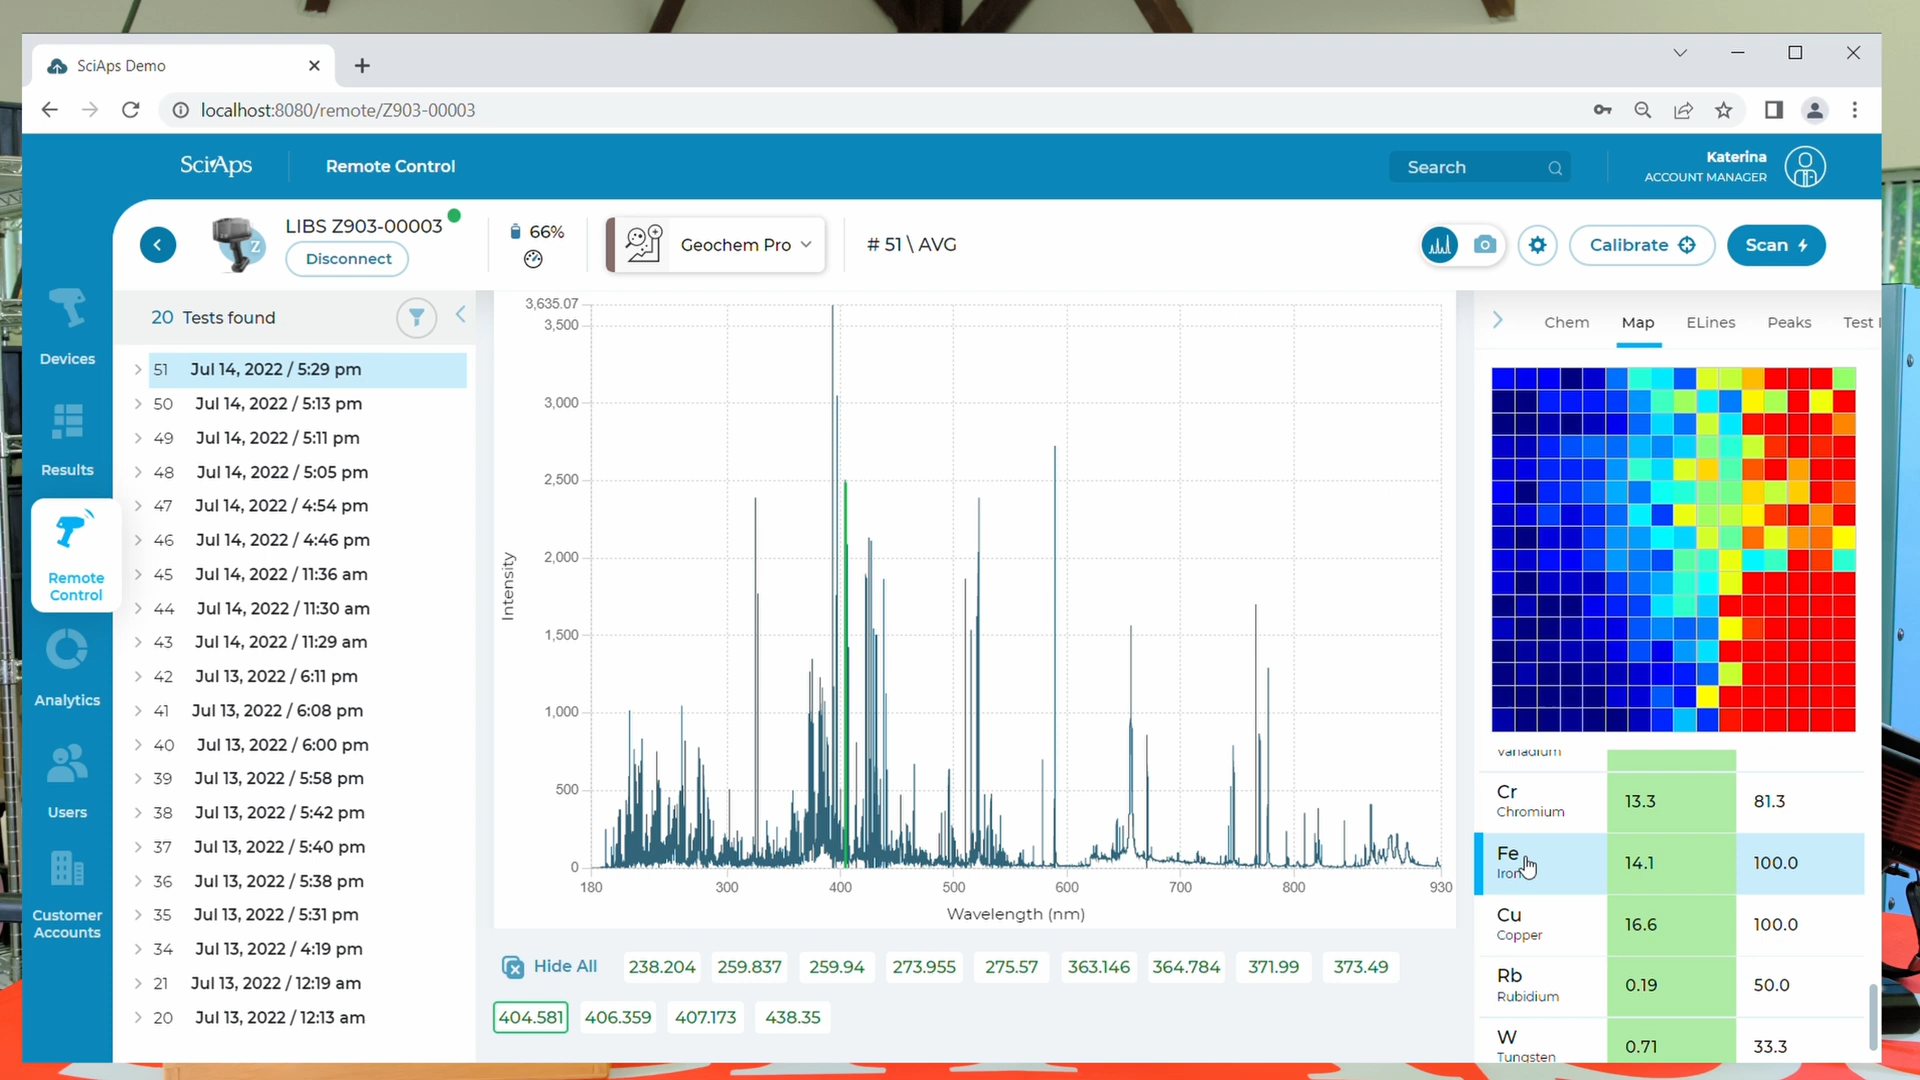 SciAps Demo
localhost:8080/remote/Z903-00003
SciAps
Remote Control
Search
Katerina
ACCOUNT MANAGER
LIBS Z903-00003
Disconnect
Z
66%
Geochem Pro
# 51 \ AVG
Calibrate
Scan
Devices
Results
Remote
Control
Analytics
Users
Customer
Accounts
20 Tests found
51 Jul 14, 2022 / 5:29 pm
50 Jul 14, 2022 / 5:13 pm
49 Jul 14, 2022 / 5:11 pm
48 Jul 14, 2022 / 5:05 pm
47 Jul 14, 2022 / 4:54 pm
46 Jul 14, 2022 / 4:46 pm
45 Jul 14, 2022 / 11:36 am
44 Jul 14, 2022 / 11:30 am
43 Jul 14, 2022 / 11:29 am
42 Jul 13, 2022 / 6:11 pm
41 Jul 13, 2022 / 6:08 pm
40 Jul 13, 2022 / 6:00 pm
39 Jul 13, 2022 / 5:58 pm
38 Jul 13, 2022 / 5:42 pm
37 Jul 13, 2022 / 5:40 pm
36 Jul 13, 2022 / 5:38 pm
35 Jul 13, 2022 / 5:31 pm
34 Jul 13, 2022 / 4:19 pm
21 Jul 13, 2022 / 12:19 am
20 Jul 13, 2022 / 12:13 am
3,635.07
3,500
3,000
2,500
2,000
1,500
1,000
500
0
Intensity
180 300 400 500 600 700 800 930
Wavelength (nm)
Hide All 238.204 259.837 259.94 273.955 275.57 363.146 364.784 371.99 373.49
404.581 406.359 407.173 438.35
Chem Map ELines Peaks Test
Vanadium
Cr 13.3 81.3
Chromium
Fe 14.1 100.0
Iron
Cu 16.6 100.0
Copper
Rb 0.19 50.0
Rubidium
W 0.71 33.3
Tungsten